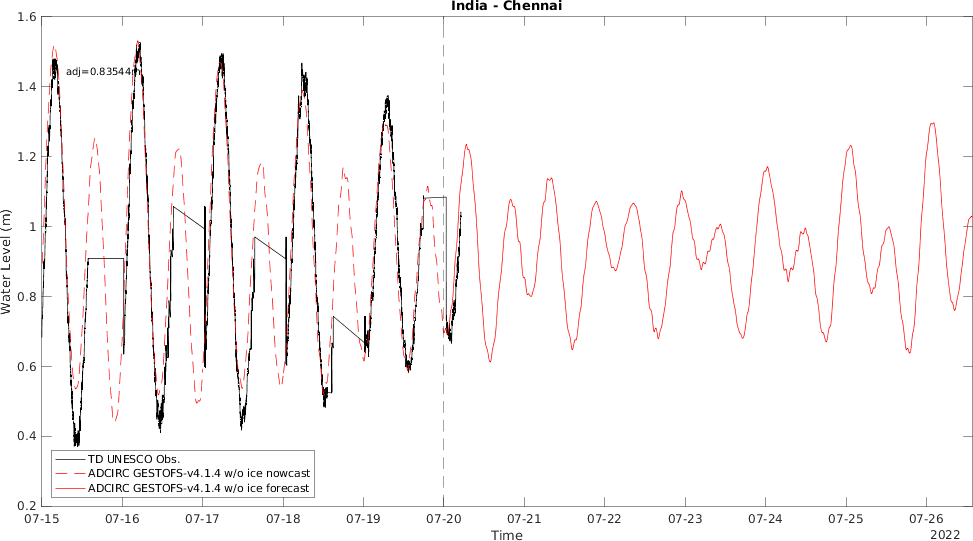 India - Chennai
1.6
1.4
1.2
1
0.8
0.6
0.4
0.2
Water Level (m)
adj=0.83544m
TD UNESCO Obs.
ADCIRC GESTOFS-v4.1.4 w/o ice nowcast
ADCIRC GESTOFS-v4.1.4 w/o ice forecast
07-15 07-16 07-17 07-18 07-19 07-20 07-21 07-22 07-23 07-24 07-25 07-26
Time
2022